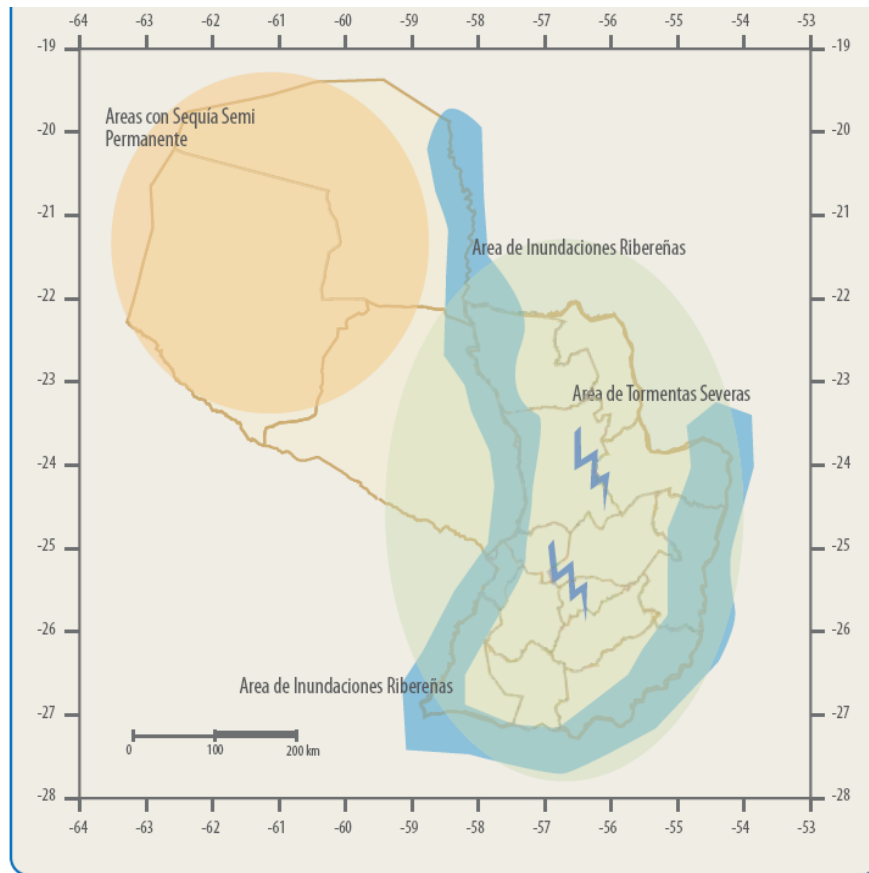 -64 -63 -62 -61 -60 -59 -58 -57 -56 -55 -54 -53
-19 -19
Areas con Sequía Semi
Permanente
-20 -20
-21 -21
Area de Inundaciones Ribereñas
-22 -22
-23 -23
Area de Tormentas Severas
-24 -24
-25 -25
-26 -26
Area de Inundaciones Ribereñas
-27 -27
0 100 200 km
-28 -28
-64 -63 -62 -61 -60 -59 -58 -57 -56 -55 -54 -53